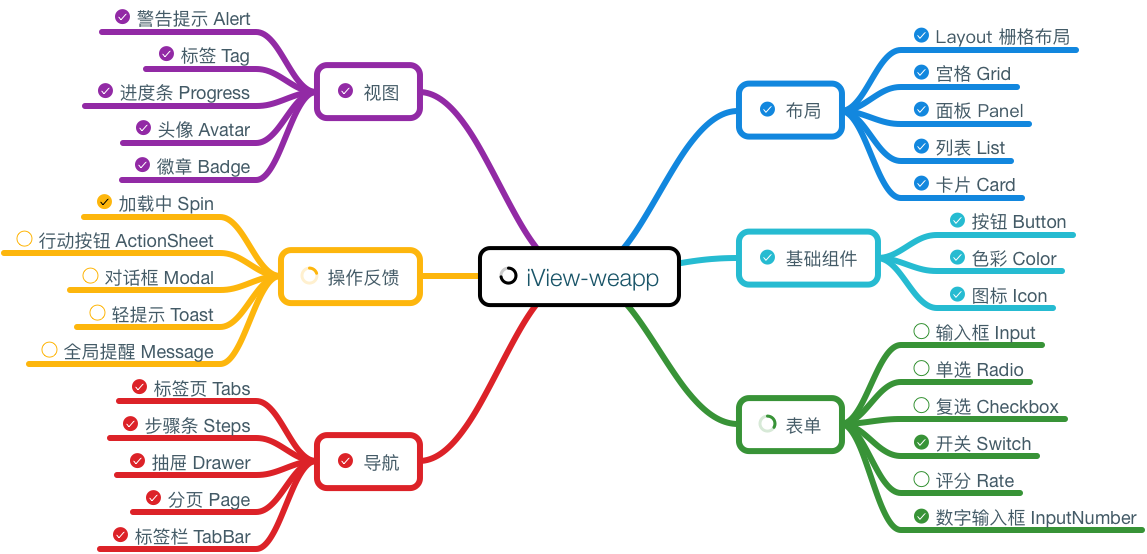 警告提示 Alert
标签 Tag
进度条 Progress
头像 Avatar
徽章 Badge
视图
加载中 Spin
行动按钮 ActionSheet
对话框 Modal
轻提示 Toast
全局提醒 Message
操作反馈
标签页 Tabs
步骤条 Steps
抽屉 Drawer
分页 Page
标签栏 TabBar
导航
iView-weapp
布局
Layout 栅格布局
宫格 Grid
面板 Panel
列表 List
卡片 Card
基础组件
按钮 Button
色彩 Color
图标 Icon
表单
输入框 Input
单选 Radio
复选 Checkbox
开关 Switch
评分 Rate
数字输入框 InputNumber